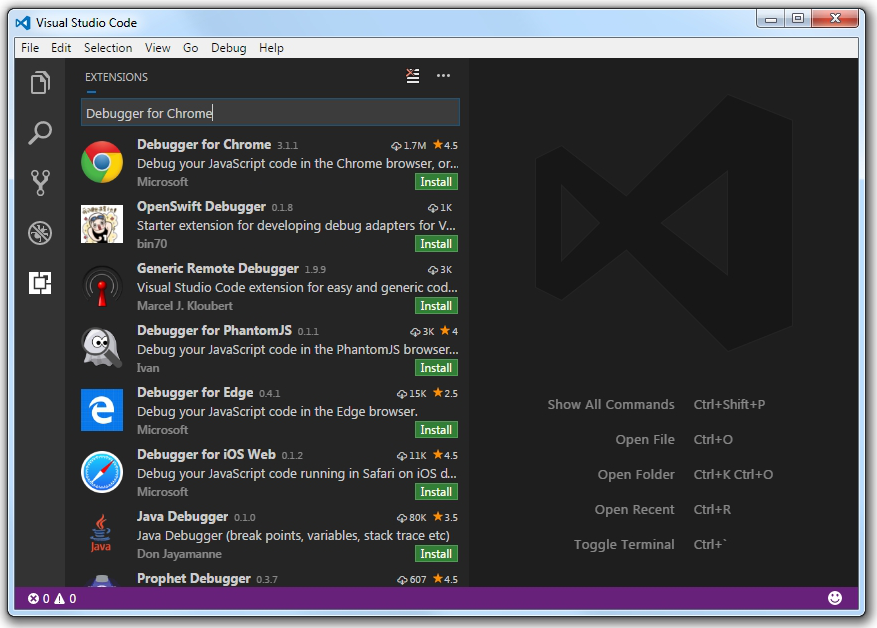 Visual Studio Code
File Edit Selection View Go Debug Help
EXTENSIONS
Debugger for Chrome
Debugger for Chrome 3.1.1 1.7M 4.5
Debug your JavaScript code in the Chrome browser, or...
Microsoft Install
OpenSwift Debugger 0.1.8 1K
Starter extension for developing debug adapters for V...
bin70 Install
Generic Remote Debugger 1.9.9 3K
Visual Studio Code extension for easy and generic cod...
Marcel J. Kloubert Install
Debugger for PhantomJS 0.1.1 3K 4
Debug your JavaScript code in the PhantomJS browser...
Ivan Install
Debugger for Edge 0.4.1 15K 2.5
Debug your JavaScript code in the Edge browser.
Microsoft Install
Debugger for iOS Web 0.1.2 11K 4.5
Debug your JavaScript code running in Safari on iOS d...
Microsoft Install
Java Debugger 0.1.0 80K 3.5
Java Debugger (break points, variables, stack trace etc)
Java
Don Jayamanne Install
Prophet Debugger 0.3.7 607 4.5
Show All Commands Ctrl+Shift+P
Open File Ctrl+O
Open Folder Ctrl+K Ctrl+O
Open Recent Ctrl+R
Toggle Terminal Ctrl+`
0 0